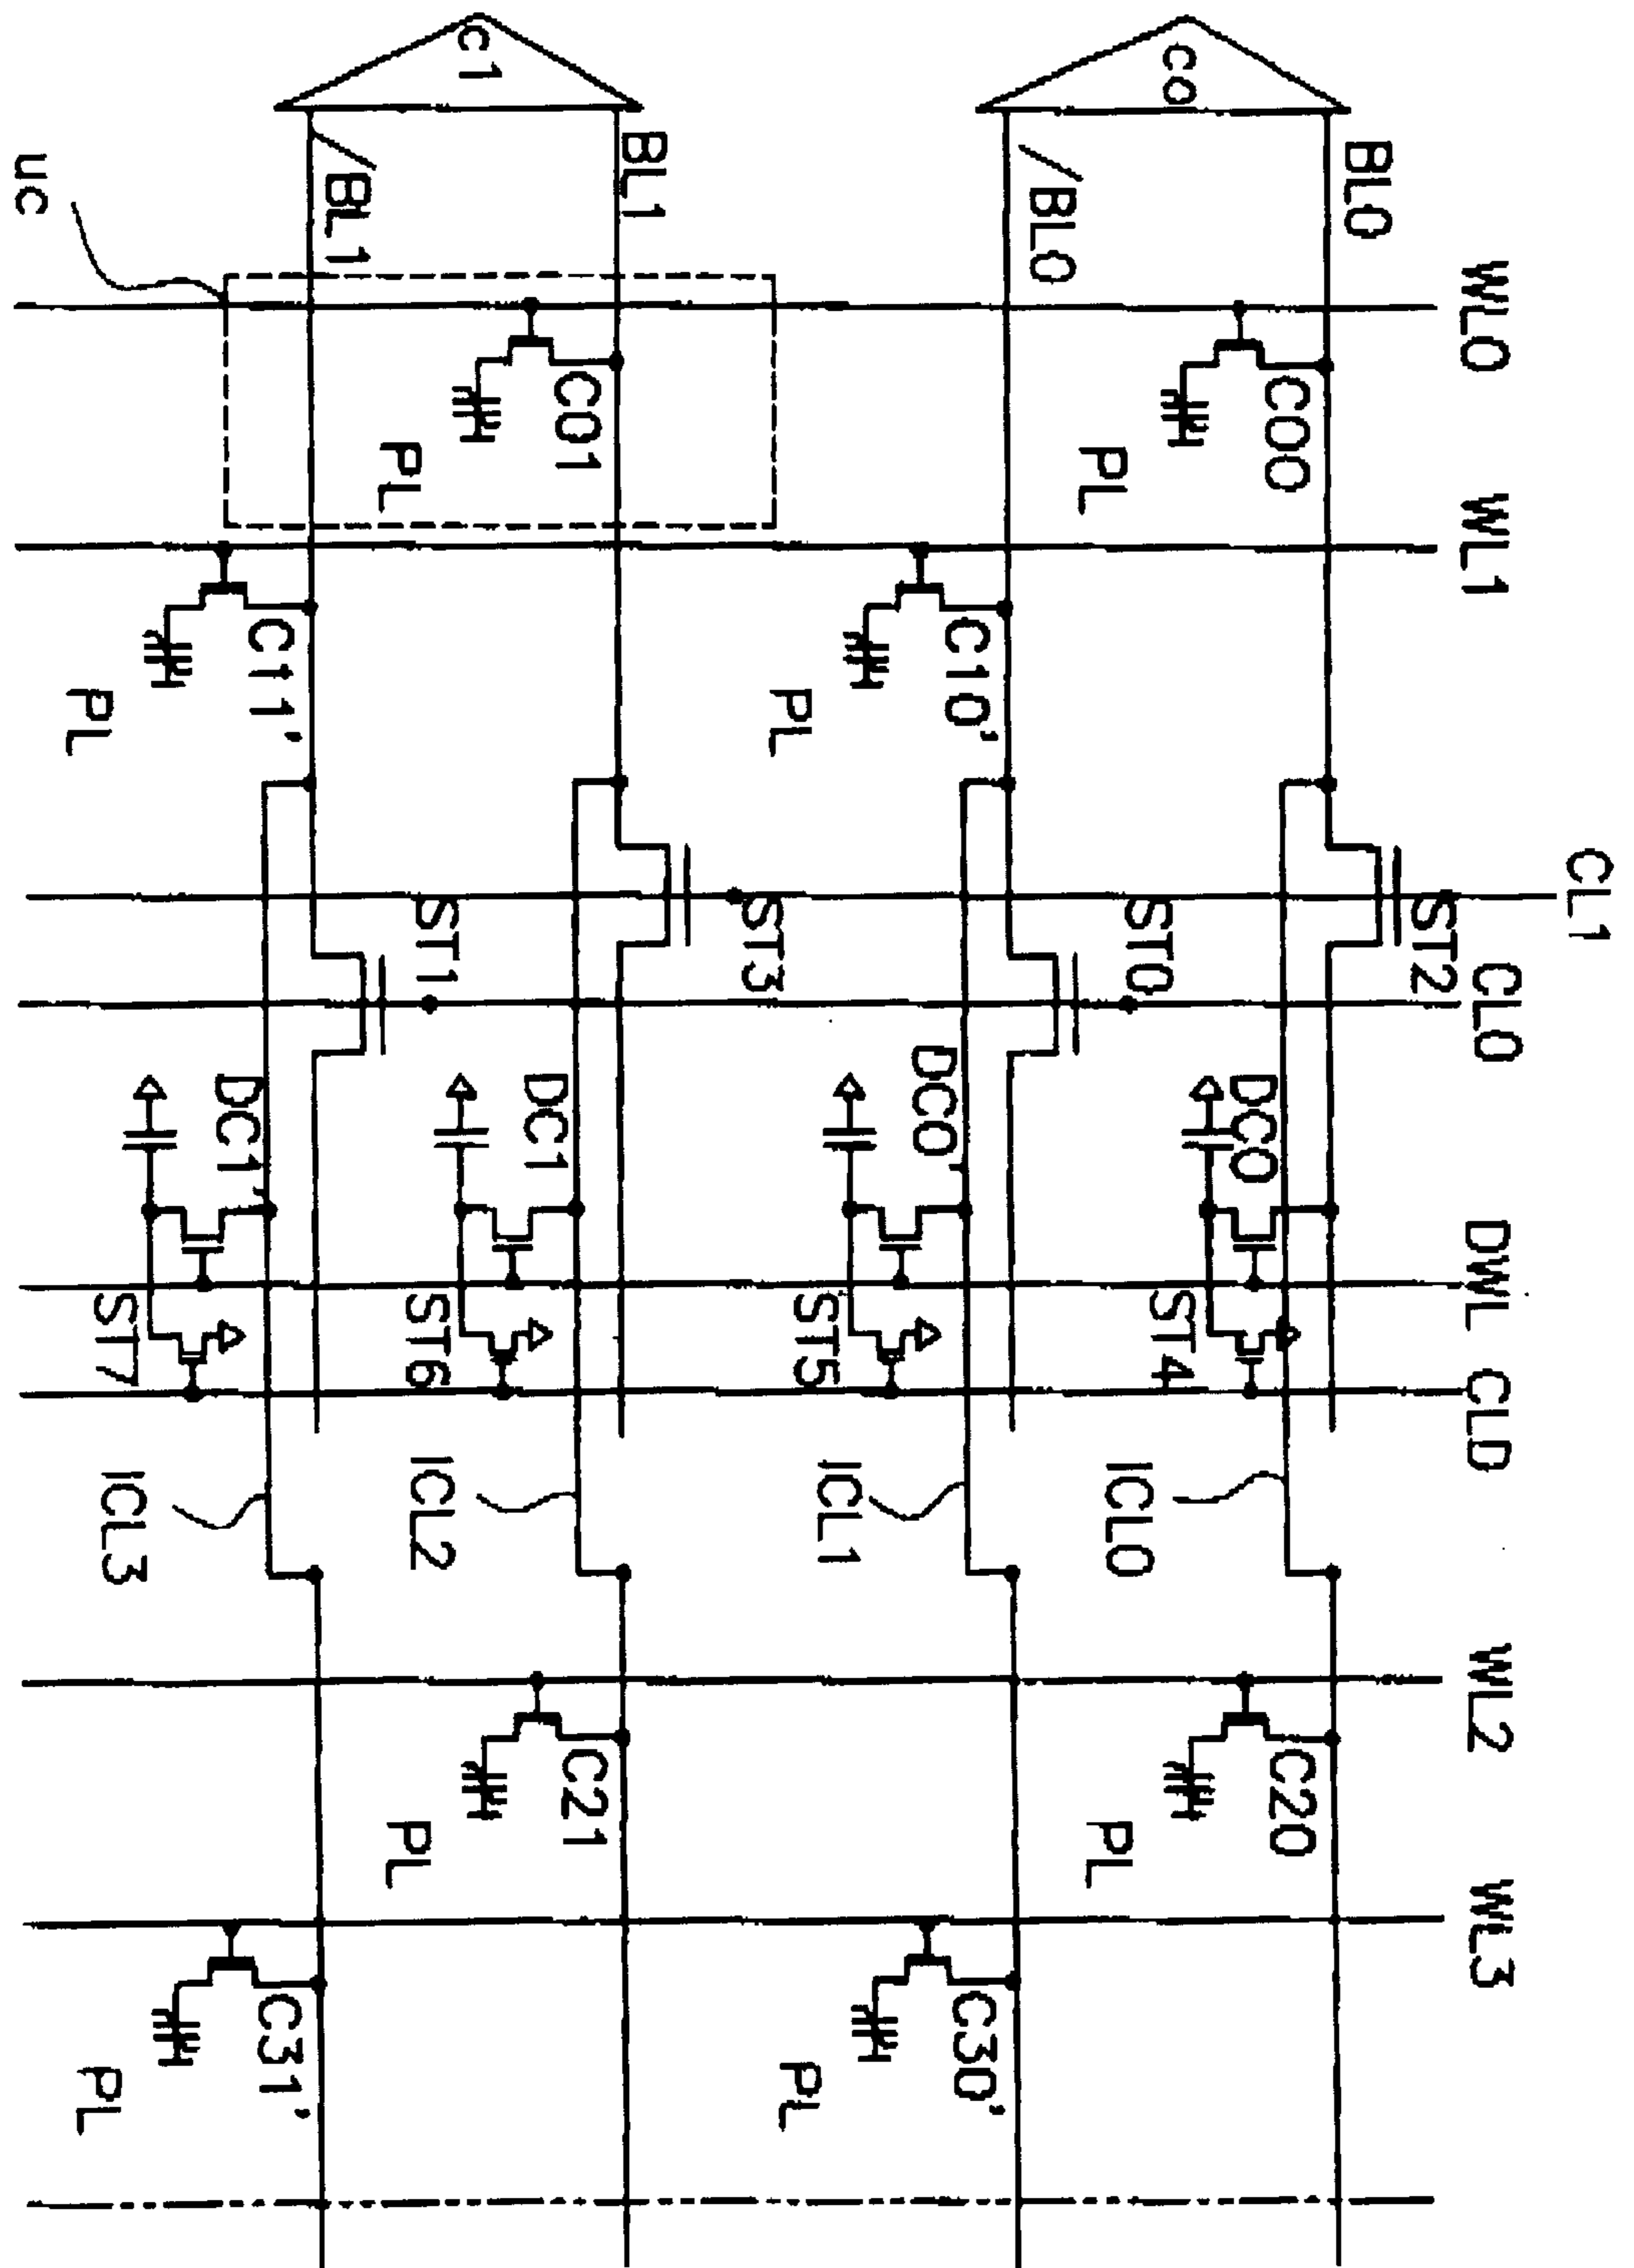 CL1
WL0
WL1
CL0
DWL
CLD
WL2
WL3
c0
BL0
/BL0
C00
PL
C10'
PL
ST2
ST0
DC0
DC0'
ST4
ST5
ICL0
ICL1
C20
PL
C30'
PL
c1
BL1
/BL1
UC
C01
PL
C11'
PL
ST3
ST1
DC1
DC1'
ST6
ST7
ICL2
ICL3
C21
PL
C31'
PL